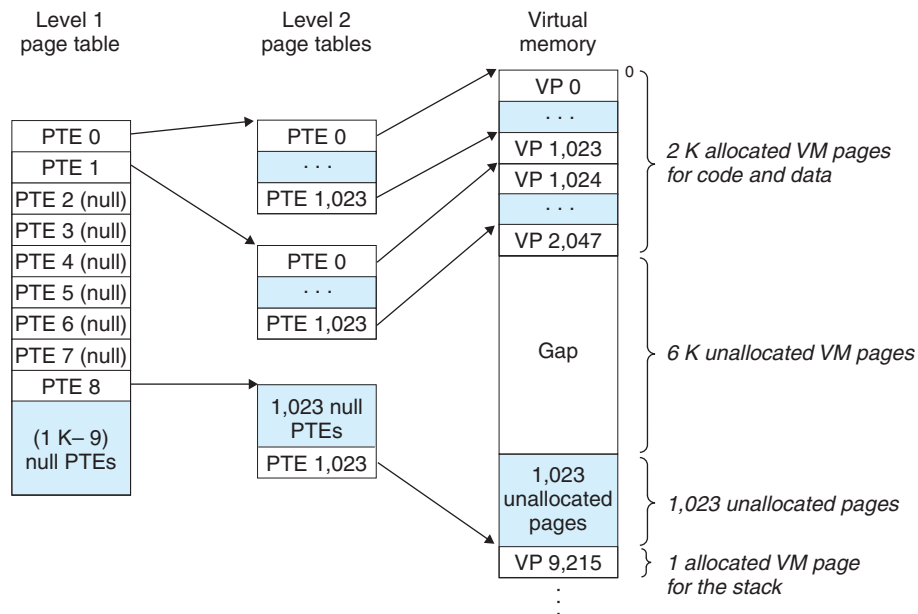 Level 1
page table
Level 2
page tables
Virtual
memory
PTE 0
PTE 1
PTE 2 (null)
PTE 3 (null)
PTE 4 (null)
PTE 5 (null)
PTE 6 (null)
PTE 7 (null)
PTE 8
(1 K– 9)
null PTEs
PTE 0
. . .
PTE 1,023
PTE 0
. . .
PTE 1,023
1,023 null
PTEs
PTE 1,023
0
VP 0
. . .
VP 1,023
VP 1,024
. . .
VP 2,047
Gap
1,023
unallocated
pages
VP 9,215
. . .
2 K allocated VM pages
for code and data
6 K unallocated VM pages
1,023 unallocated pages
1 allocated VM page
for the stack